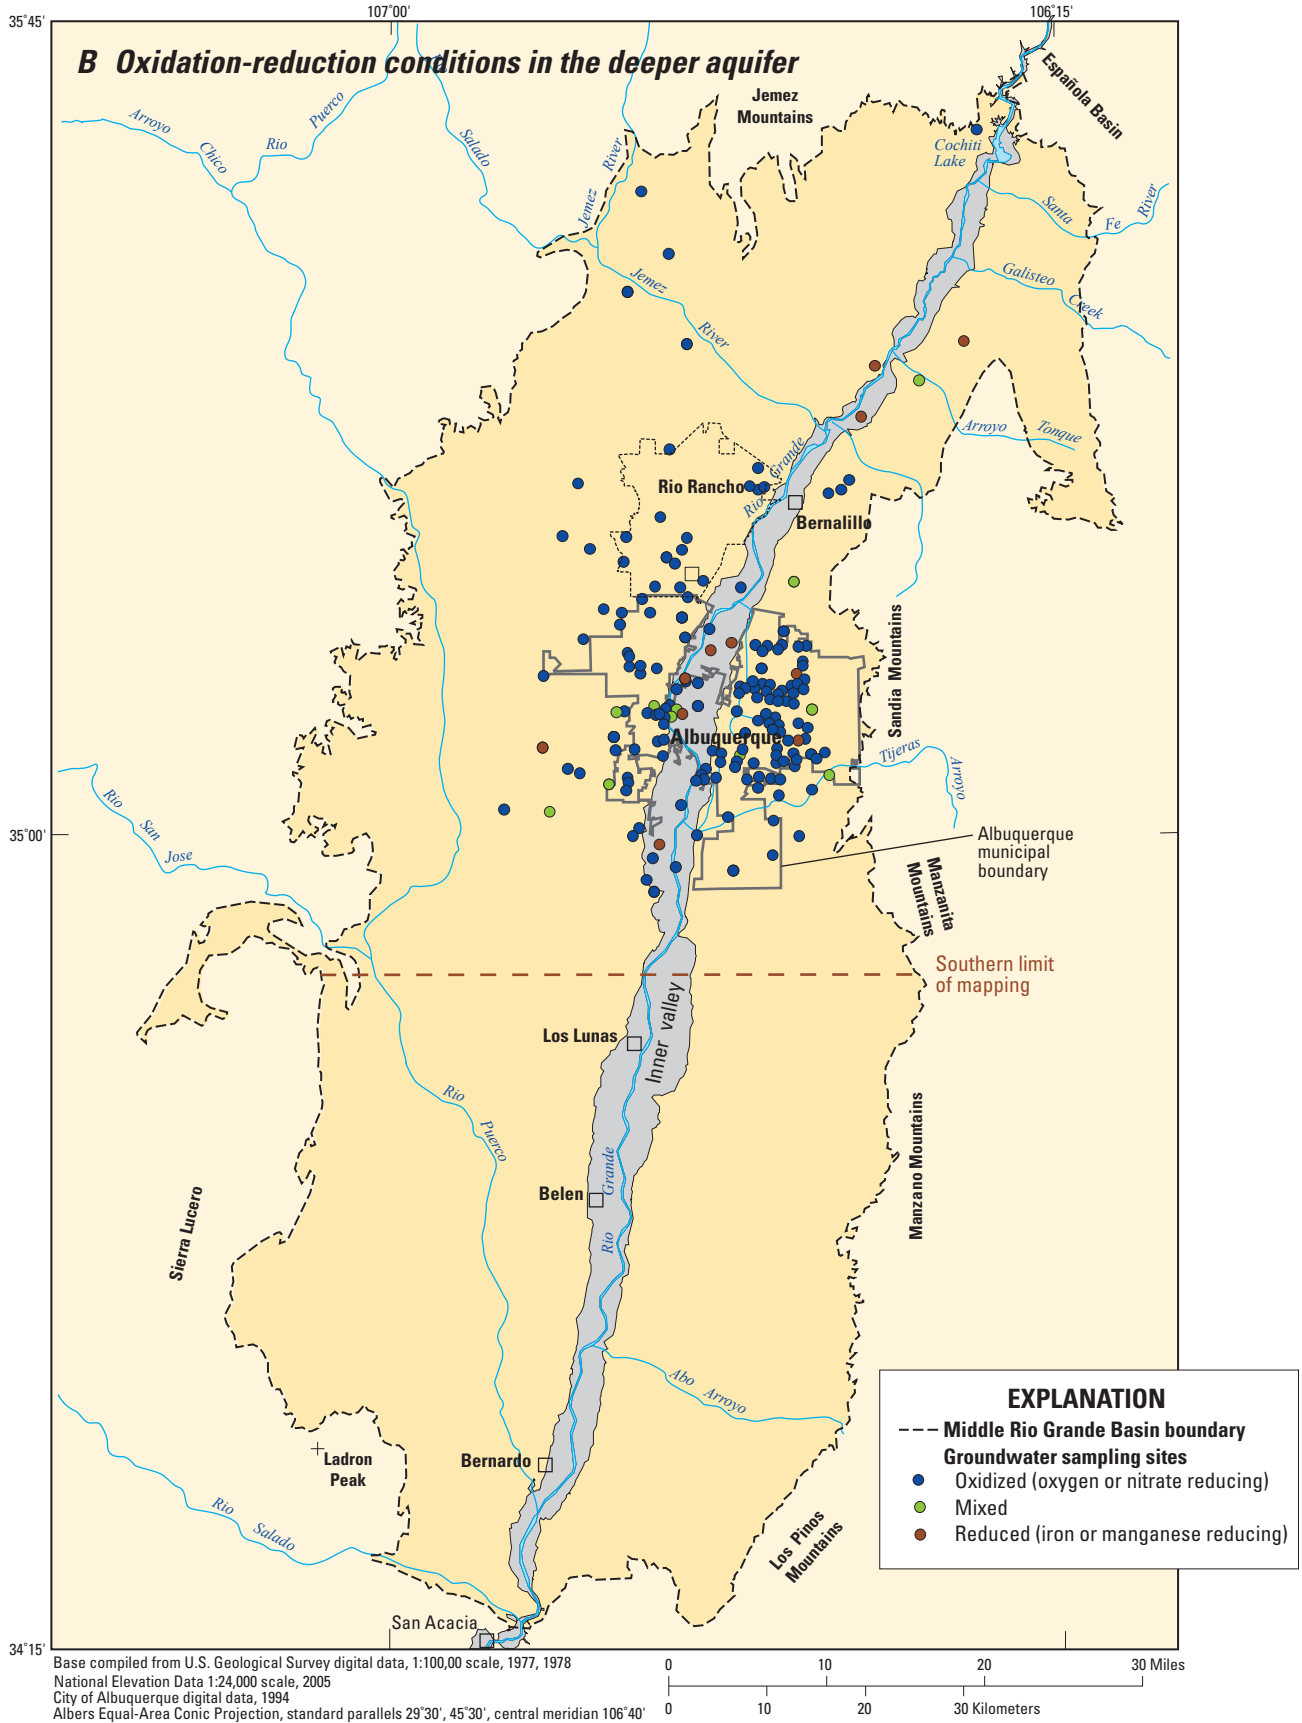 107°00'
106°15'
35°45'
B Oxidation-reduction conditions in the deeper aquifer
Jemez
Mountains
Española Basin
Arroyo
Chico
Rio
Puerco
Salado
Jemez
River
Cochiti
Lake
Santa
Fe
River
Jemez
River
Galisteo
Creek
Arroyo
Tonque
Rio
Grande
Rio Rancho
Bernalillo
Sandia Mountains
Albuquerque
Tijeras
Arroyo
Rio
San
Jose
35°00'
Albuquerque
municipal
boundary
Manzanita
Mountains
Southern limit
of mapping
Inner valley
Los Lunas
Rio
Puerco
Manzano Mountains
Belen
Grande
Rio
Sierra Lucero
Abo
Arroyo
Ladron
Peak
Bernardo
Rio
Salado
Los Pinos
Mountains
San Acacia
34°15'
EXPLANATION
Middle Rio Grande Basin boundary
Groundwater sampling sites
Oxidized (oxygen or nitrate reducing)
Mixed
Reduced (iron or manganese reducing)
Base compiled from U.S. Geological Survey digital data, 1:100,00 scale, 1977, 1978
National Elevation Data 1:24,000 scale, 2005
City of Albuquerque digital data, 1994
Albers Equal-Area Conic Projection, standard parallels 29°30', 45°30', central meridian 106°40'
0 10 20 30 Miles
0 10 20 30 Kilometers